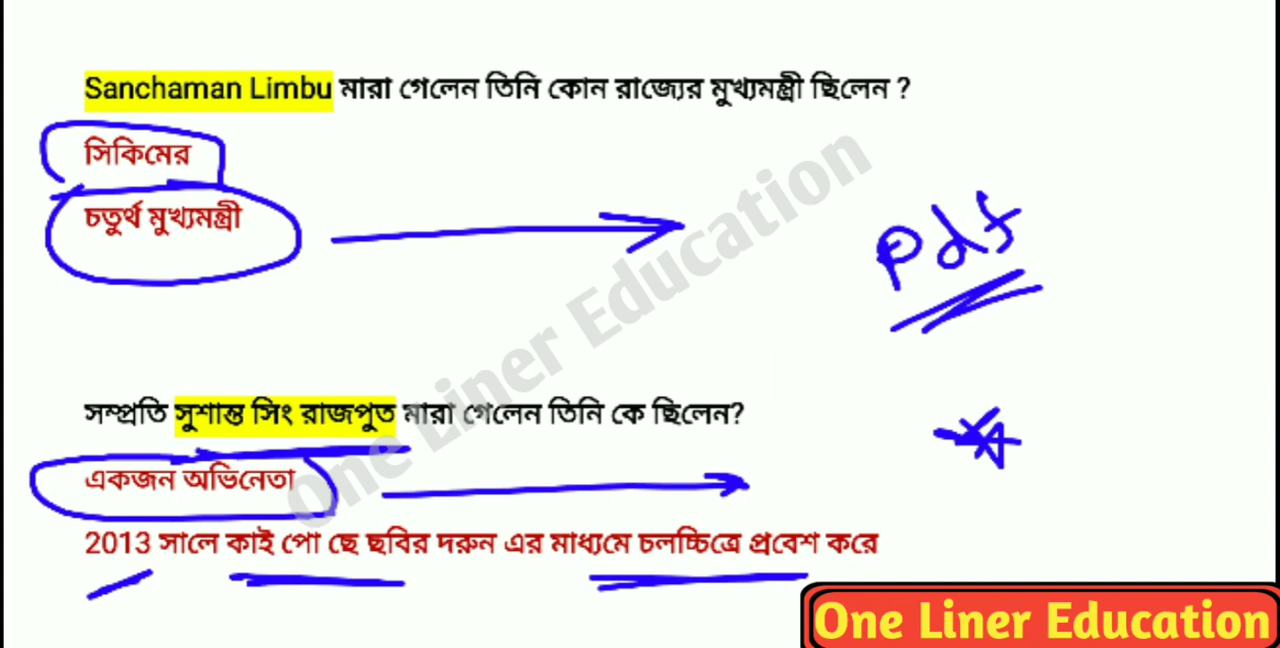 Sanchaman Limbu মারা গেলেন তিনি কোন রাজ্যের মুখ্যমন্ত্রী ছিলেন ?
সিকিমের
চতুর্থ মুখ্যমন্ত্রী
pdf
One Liner Education
সম্প্রতি সুশান্ত সিং রাজপুত মারা গেলেন তিনি কে ছিলেন?
একজন অভিনেতা
2013 সালে কাই পো ছে ছবির দরুন এর মাধ্যমে চলচ্চিত্রে প্রবেশ করে
One Liner Education